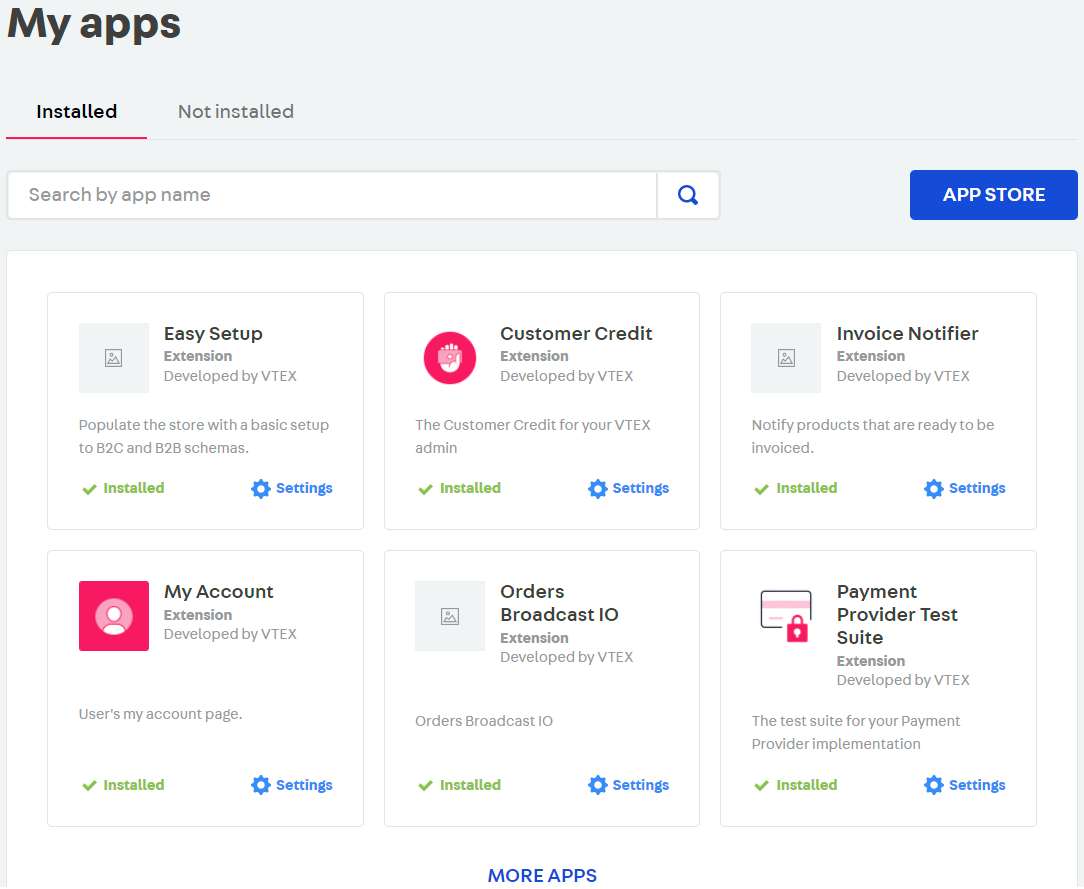 My apps
Installed
Not installed
Search by app name
APP STORE
Easy Setup
Extension
Developed by VTEX
Populate the store with a basic setup
to B2C and B2B schemas.
Installed
Settings
Customer Credit
Extension
Developed by VTEX
The Customer Credit for your VTEX
admin
Installed
Settings
Invoice Notifier
Extension
Developed by VTEX
Notify products that are ready to be
invoiced.
Installed
Settings
My Account
Extension
Developed by VTEX
User's my account page.
Installed
Settings
Orders
Broadcast IO
Extension
Developed by VTEX
Orders Broadcast IO
Installed
Settings
Payment
Provider Test
Suite
Extension
Developed by VTEX
The test suite for your Payment
Provider implementation
Installed
Settings
MORE APPS